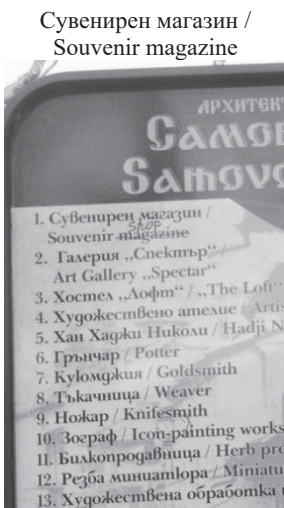 Сувенирен магазин /
Souvenir magazine
АРХИТЕКТ
Самов
Samovo
1. Сувенирен магазин /
shop
Souvenir magazine
2. Галерия „Спектър“
Art Gallery „Spectar“
3. Хостел „Лофт“ / „The Loft“
4. Художествено ателие / Artis
5. Хан Хаджи Николи / Hadji N
6. Грънчар / Potter
7. Куюмджия / Goldsmith
8. Тъкачница / Weaver
9. Ножар / Knifesmith
10. Зограф / Icon-painting works
11. Билкопродавница / Herb pro
12. Резба миниатюра / Miniatu
13. Художествена обработка